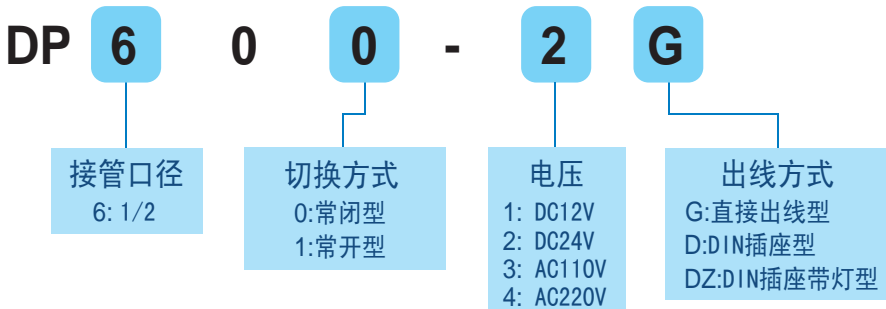 DP 6 0 0 - 2 G
接管口径
6: 1/2
切换方式
0:常闭型
1:常开型
电压
1: DC12V
2: DC24V
3: AC110V
4: AC220V
出线方式
G:直接出线型
D:DIN插座型
DZ:DIN插座带灯型